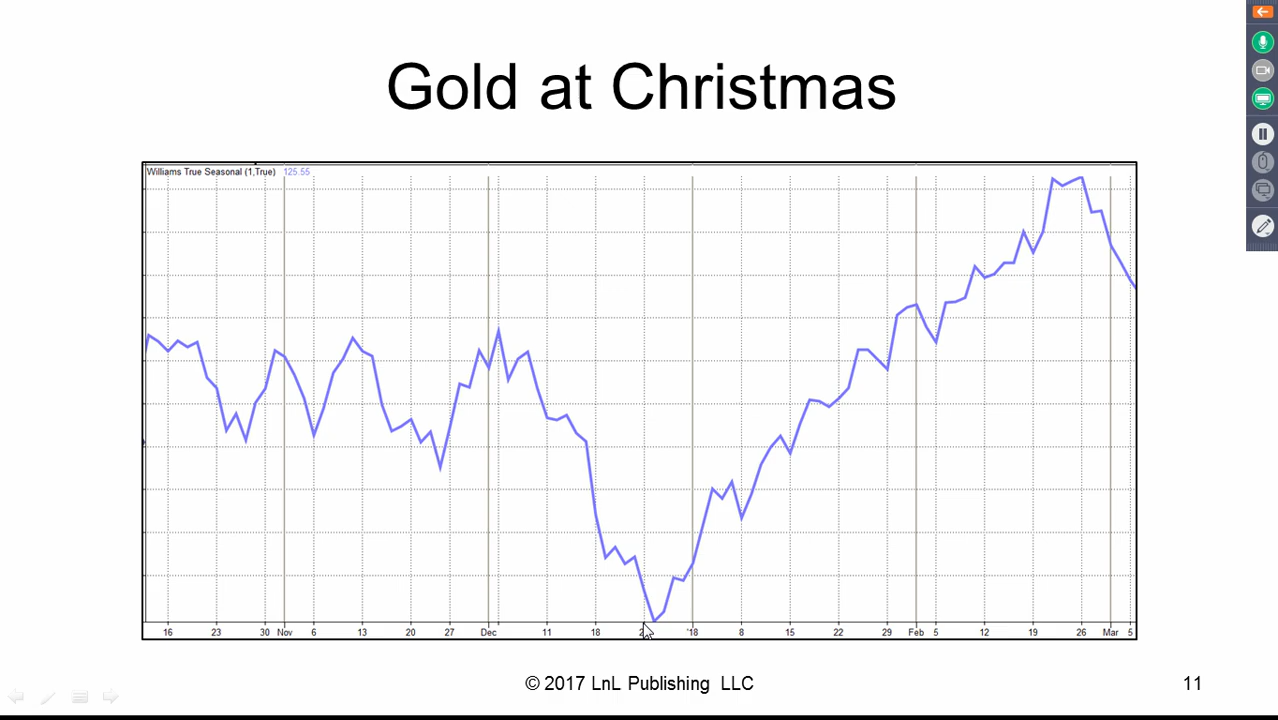 Gold at Christmas
Williams True Seasonal (1,True) 125.55
16 23 30 Nov 6 13 20 27 Dec 11 18 '18 8 15 22 29 Feb 5 12 19 26 Mar 5
© 2017 LnL Publishing LLC
11